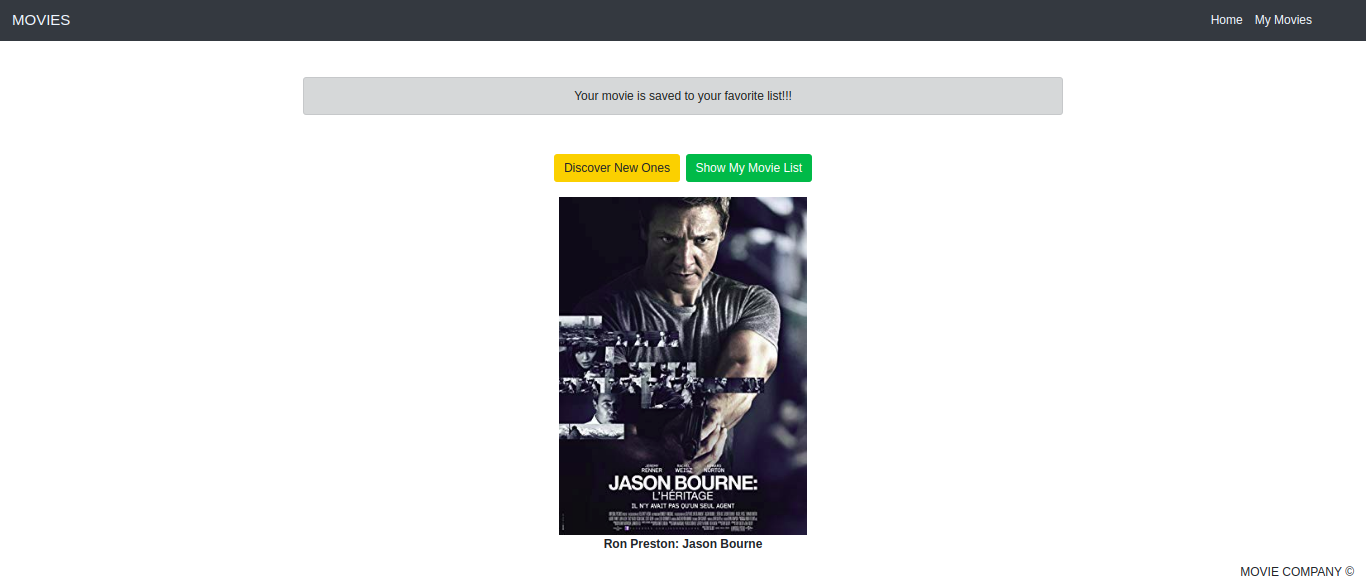 MOVIES
Home My Movies
Your movie is saved to your favorite list!!!
Discover New Ones Show My Movie List
JEREMY RACHEL EDWARD
RENNER WEISZ NORTON
JASON BOURNE:
L'HÉRITAGE
IL N'Y AVAIT PAS QU'UN SEUL AGENT
Ron Preston: Jason Bourne
MOVIE COMPANY ©